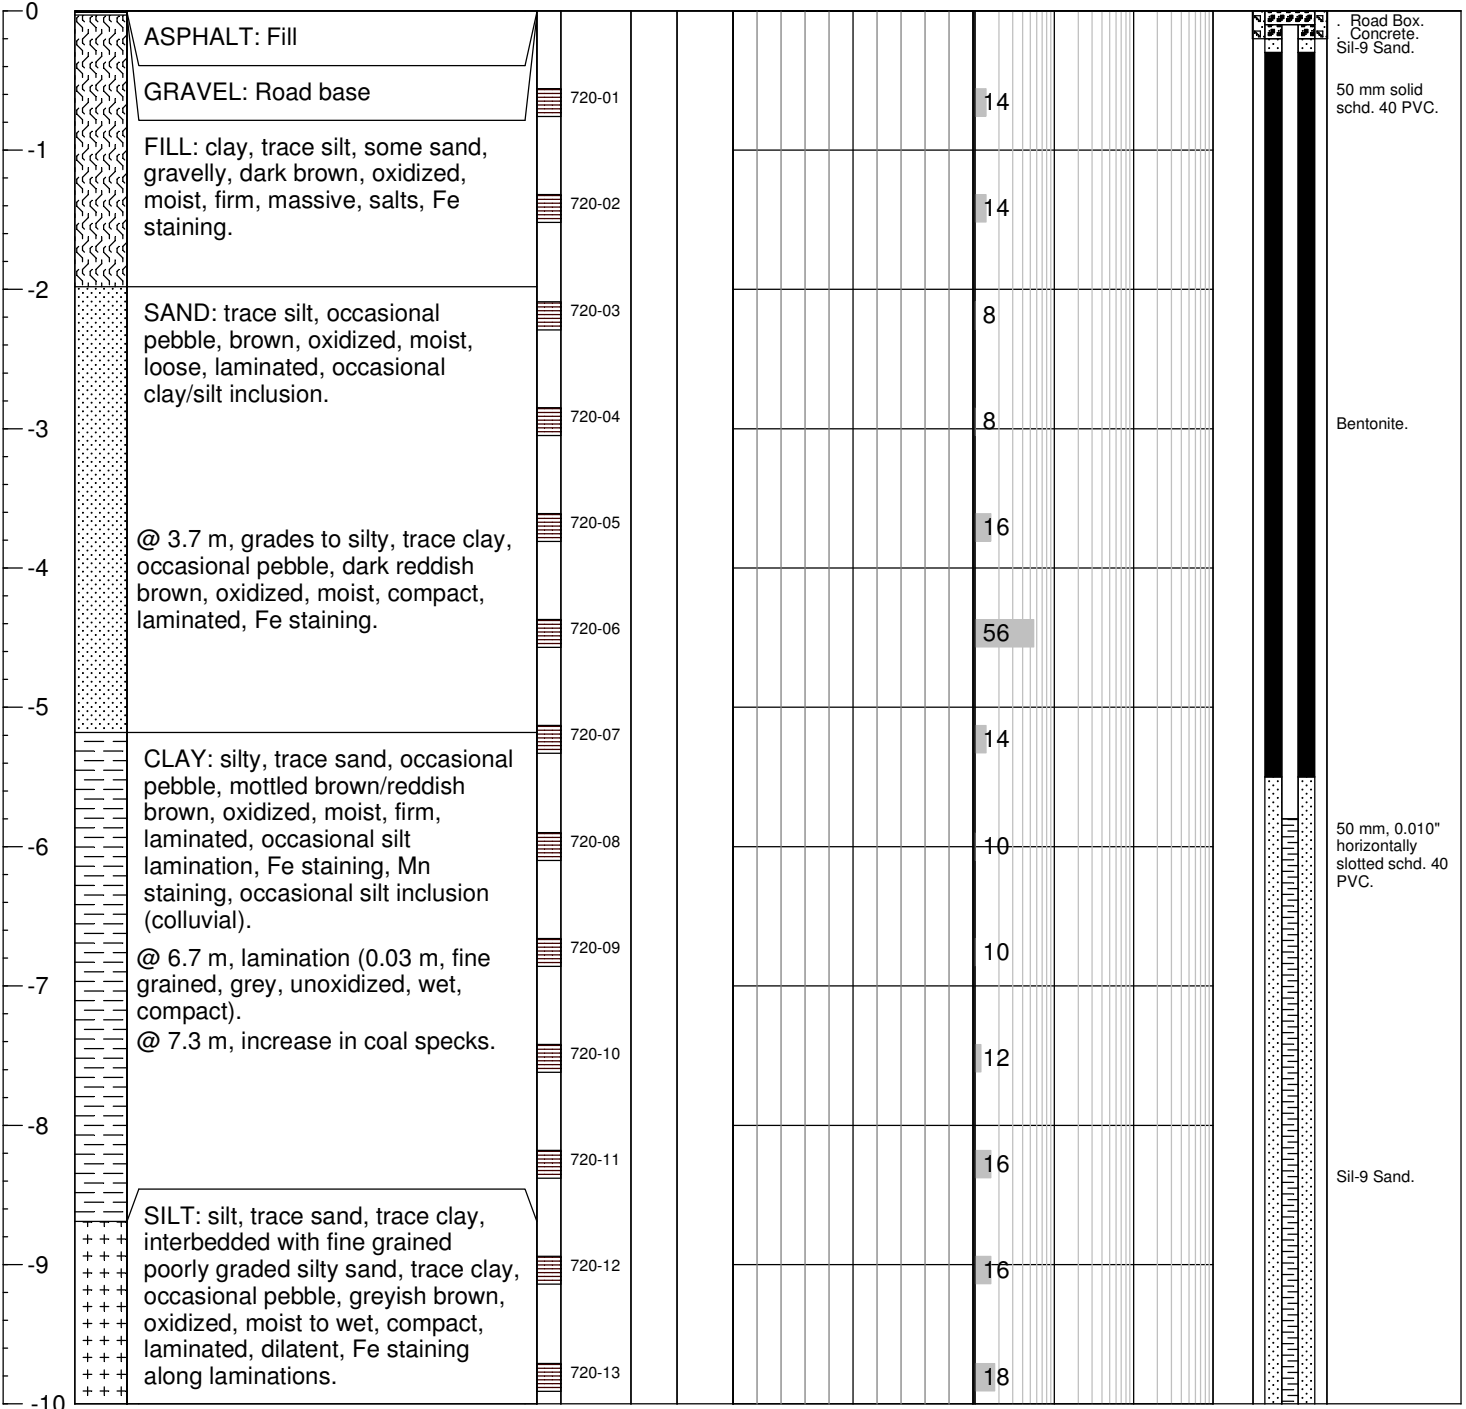 0
-1
-2
-3
-4
-5
-6
-7
-8
-9
-10
ASPHALT: Fill
GRAVEL: Road base
FILL: clay, trace silt, some sand,
gravelly, dark brown, oxidized,
moist, firm, massive, salts, Fe
staining.
SAND: trace silt, occasional
pebble, brown, oxidized, moist,
loose, laminated, occasional
clay/silt inclusion.
@ 3.7 m, grades to silty, trace clay,
occasional pebble, dark reddish
brown, oxidized, moist, compact,
laminated, Fe staining.
CLAY: silty, trace sand, occasional
pebble, mottled brown/reddish
brown, oxidized, moist, firm,
laminated, occasional silt
lamination, Fe staining, Mn
staining, occasional silt inclusion
(colluvial).
@ 6.7 m, lamination (0.03 m, fine
grained, grey, unoxidized, wet,
compact).
@ 7.3 m, increase in coal specks.
SILT: silt, trace sand, trace clay,
interbedded with fine grained
poorly graded silty sand, trace clay,
occasional pebble, greyish brown,
oxidized, moist to wet, compact,
laminated, dilatent, Fe staining
along laminations.
720-01
720-02
720-03
720-04
720-05
720-06
720-07
720-08
720-09
720-10
720-11
720-12
720-13
14
14
8
8
16
56
14
10
10
12
16
16
18
. Road Box.
. Concrete.
Sil-9 Sand.
50 mm solid
schd. 40 PVC.
Bentonite.
50 mm, 0.010"
horizontally
slotted schd. 40
PVC.
Sil-9 Sand.